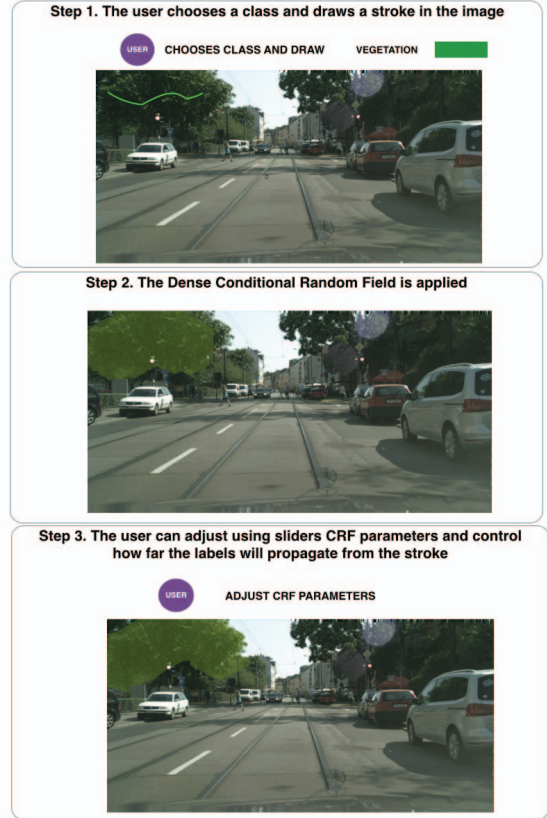 Step 1. The user chooses a class and draws a stroke in the image
USER CHOOSES CLASS AND DRAW VEGETATION
Step 2. The Dense Conditional Random Field is applied
Step 3. The user can adjust using sliders CRF parameters and control
how far the labels will propagate from the stroke
USER ADJUST CRF PARAMETERS